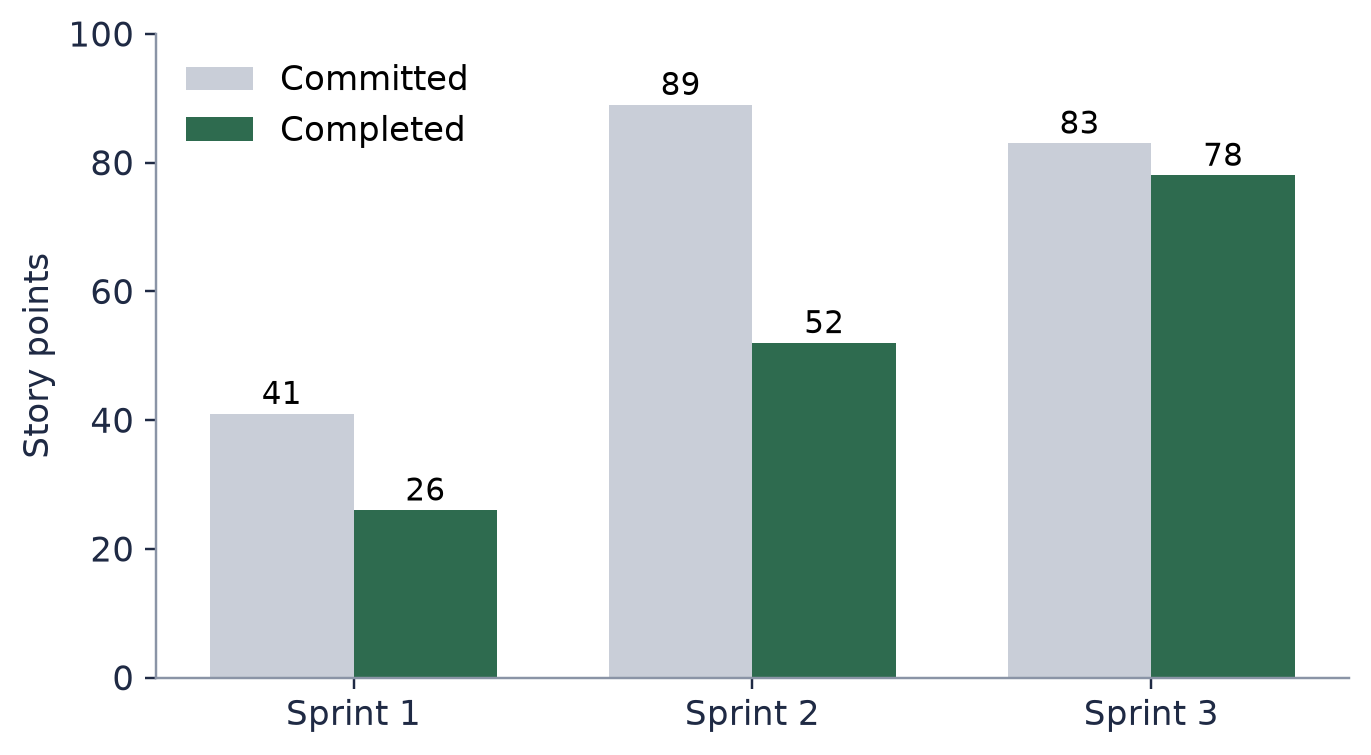 100
80
60
40
20
0
Story points
Committed
Completed
41
26
89
52
83
78
Sprint 1
Sprint 2
Sprint 3